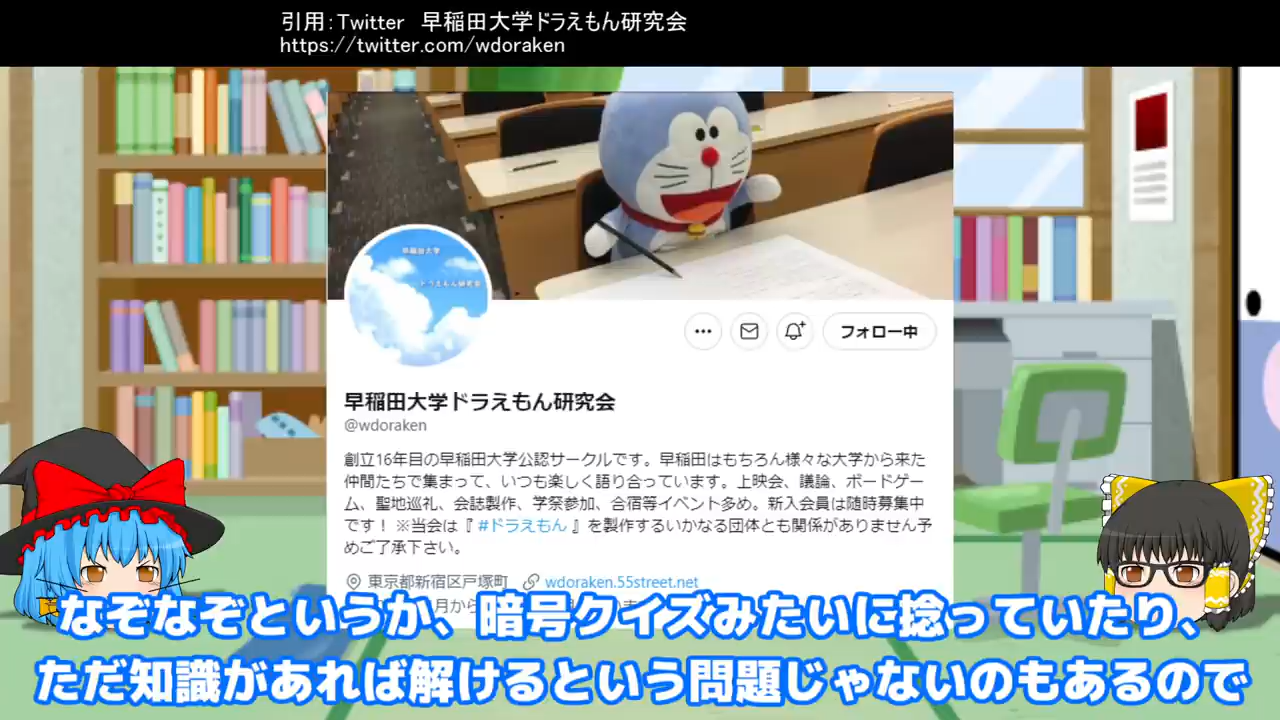 引用：Twitter　早稲田大学ドラえもん研究会
https://twitter.com/wdoraken
早稲田大学
ドラえもん研究会
フォロー中
早稲田大学ドラえもん研究会
@wdoraken
創立16年目の早稲田大学公認サークルです。早稲田はもちろん様々な大学から来た
仲間たちで集まって、いつも楽しく語り合っています。上映会、議論、ボードゲー
ム、聖地巡礼、会誌製作、学祭参加、合宿等イベント多め。新入会員は随時募集中
です！ ※当会は『 #ドラえもん 』を製作するいかなる団体とも関係がありません予
めご了承下さい。
東京都新宿区戸塚町 wdoraken.55street.net
月から
なぞなぞというか、暗号クイズみたいに捻っていたり、
ただ知識があれば解けるという問題じゃないのもあるので